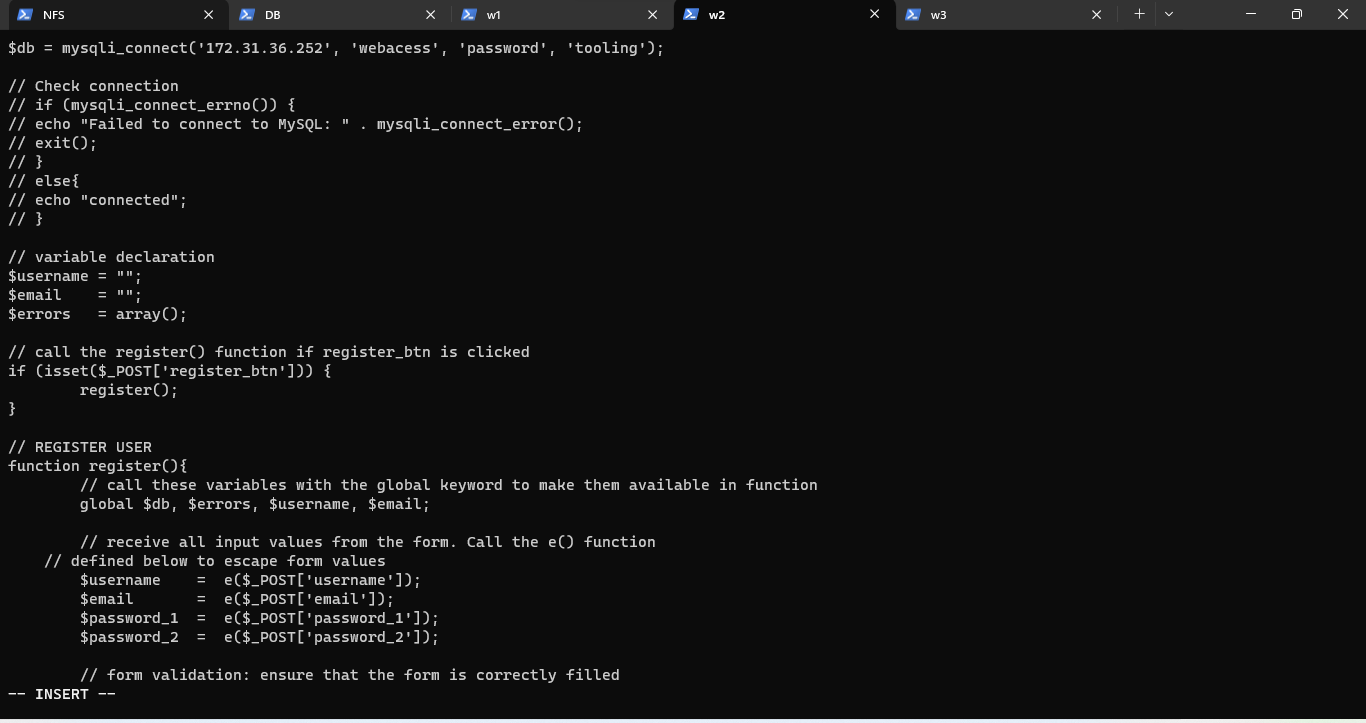 NFS DB w1 w2 w3
$db = mysqli_connect('172.31.36.252', 'webacess', 'password', 'tooling');
// Check connection
// if (mysqli_connect_errno()) {
// echo "Failed to connect to MySQL: " . mysqli_connect_error();
// exit();
// }
// else{
// echo "connected";
// }
// variable declaration
$username = "";
$email    = "";
$errors   = array();
// call the register() function if register_btn is clicked
if (isset($_POST['register_btn'])) {
        register();
}
// REGISTER USER
function register(){
        // call these variables with the global keyword to make them available in function
        global $db, $errors, $username, $email;
        // receive all input values from the form. Call the e() function
    // defined below to escape form values
        $username    =  e($_POST['username']);
        $email       =  e($_POST['email']);
        $password_1  =  e($_POST['password_1']);
        $password_2  =  e($_POST['password_2']);
        // form validation: ensure that the form is correctly filled
-- INSERT --